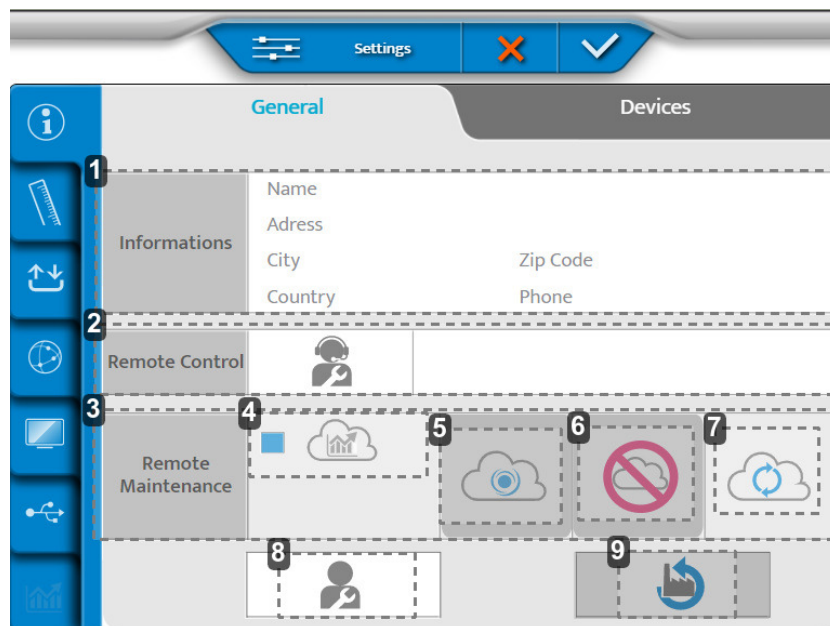 Settings
General Devices
1
Informations
Name
Adress
City Zip Code
Country Phone
2
Remote Control
3
Remote
Maintenance
4
5
6
7
8
9